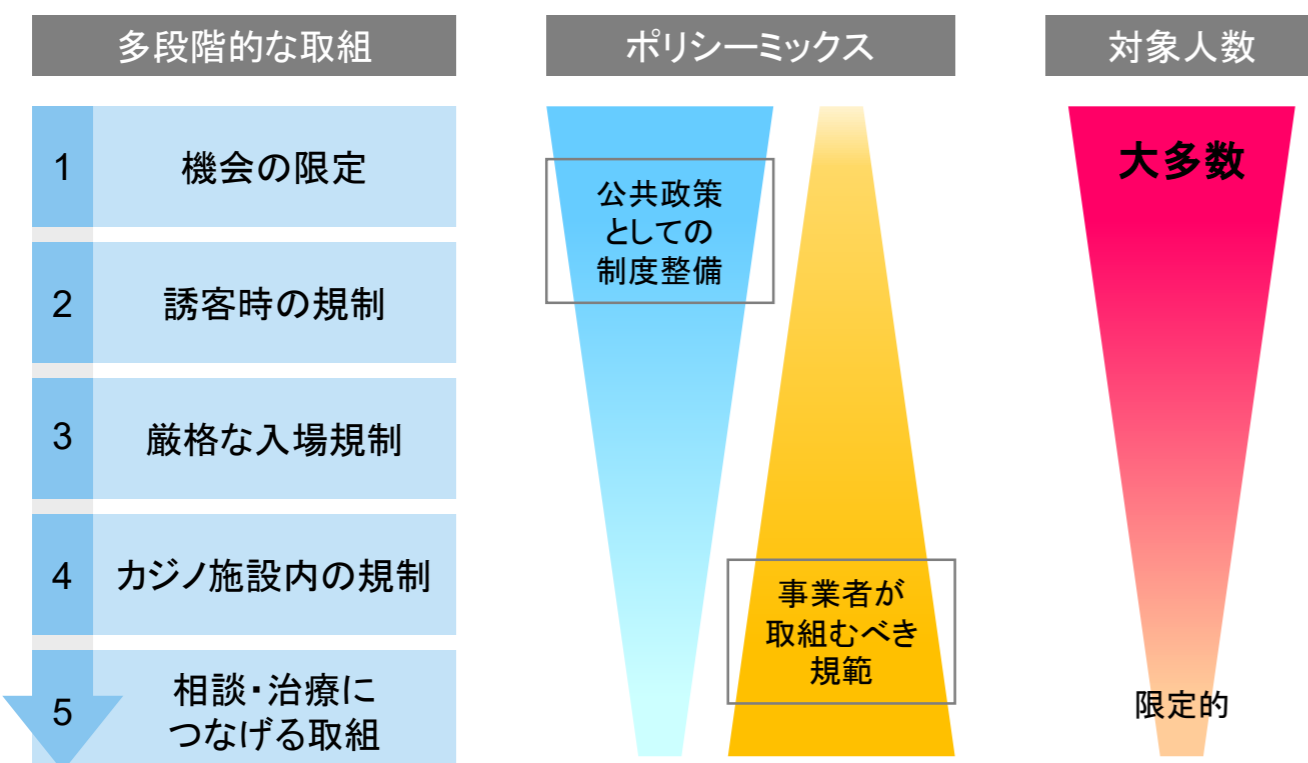 多段階的な取組
ポリシーミックス
対象人数
1
機会の限定
2
誘客時の規制
3
厳格な入場規制
4
カジノ施設内の規制
5
相談・治療に
つなげる取組
公共政策
としての
制度整備
事業者が
取組むべき
規範
大多数
限定的